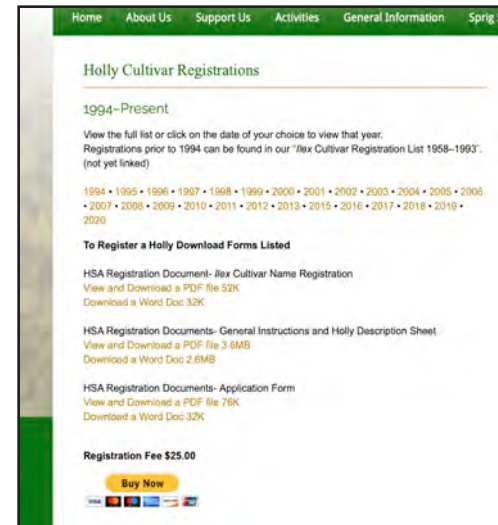 Home About Us Support Us Activities General Information Sprig
Holly Cultivar Registrations
1994–Present
View the full list or click on the date of your choice to view that year.
Registrations prior to 1994 can be found in our "Ilex Cultivar Registration List 1958–1993".
(not yet linked)
1994 • 1995 • 1996 • 1997 • 1998 • 1999 • 2000 • 2001 • 2002 • 2003 • 2004 • 2005 • 2006
• 2007 • 2008 • 2009 • 2010 • 2011 • 2012 • 2013 • 2015 • 2016 • 2017 • 2018 • 2019 •
2020
To Register a Holly Download Forms Listed
HSA Registration Document- Ilex Cultivar Name Registration
View and Download a PDF file 52K
Download a Word Doc 32K
HSA Registration Documents- General Instructions and Holly Description Sheet
View and Download a PDF file 3.6MB
Download a Word Doc 2.6MB
HSA Registration Documents- Application Form
View and Download a PDF file 76K
Download a Word Doc 32K
Registration Fee $25.00
Buy Now
VISA